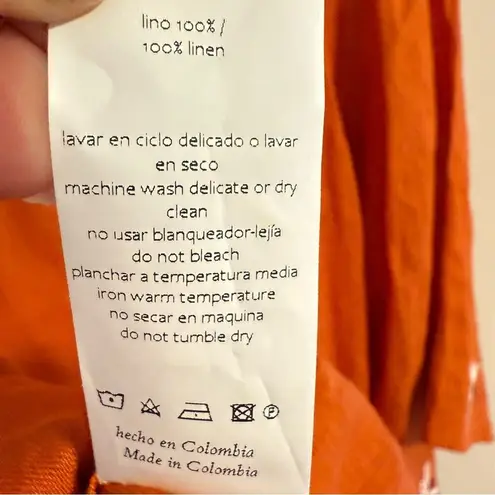 lino 100% /
100% linen
lavar en ciclo delicado o lavar
en seco
machine wash delicate or dry
clean
no usar blanqueador-lejía
do not bleach
planchar a temperatura media
iron warm temperature
no secar en maquina
do not tumble dry
P
hecho en Colombia
Made in Colombia